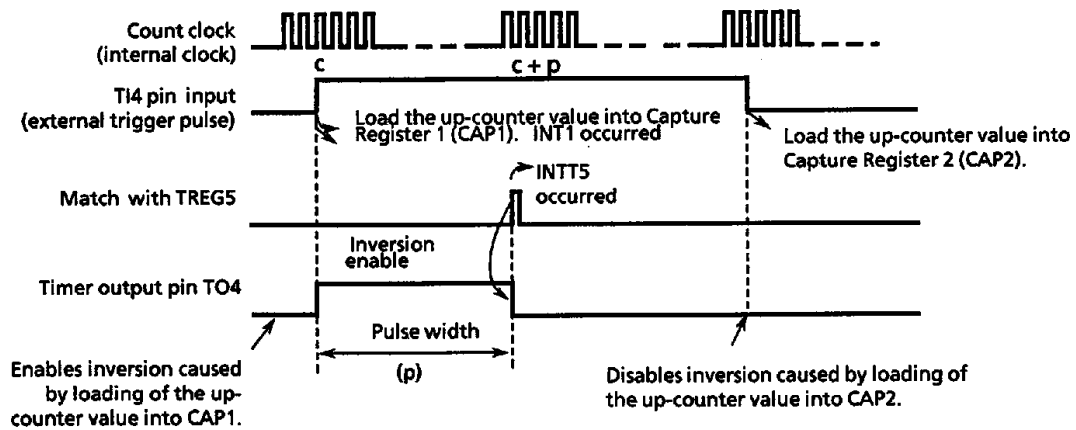 Count clock
(internal clock)
c
c + p
TI4 pin input
(external trigger pulse)
Load the up-counter value into Capture
Register 1 (CAP1). INT1 occurred
Load the up-counter value into
Capture Register 2 (CAP2).
INTT5
occurred
Match with TREG5
Inversion
enable
Timer output pin TO4
Pulse width
(p)
Enables inversion caused
by loading of the up-
counter value into CAP1.
Disables inversion caused by loading of
the up-counter value into CAP2.